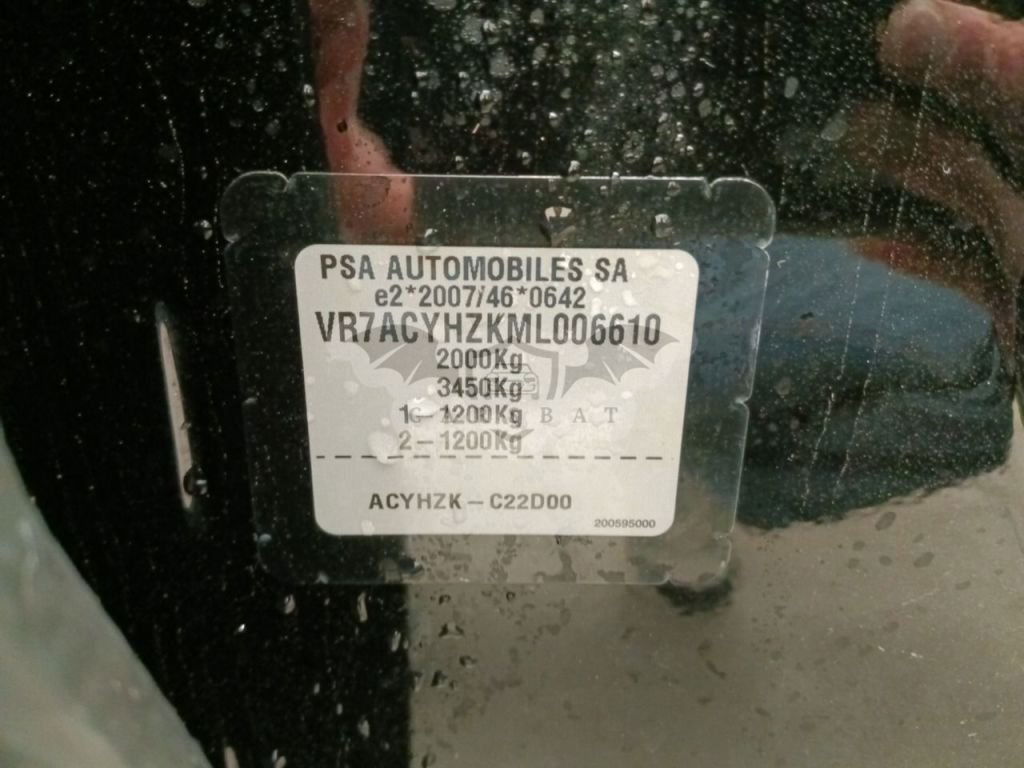 PSA AUTOMOBILES SA
e2*2007/46*0642
VR7ACYHZKML006610
2000Kg
3450Kg
1-1200Kg
2-1200Kg
ACYHZK-C22D00
200595000